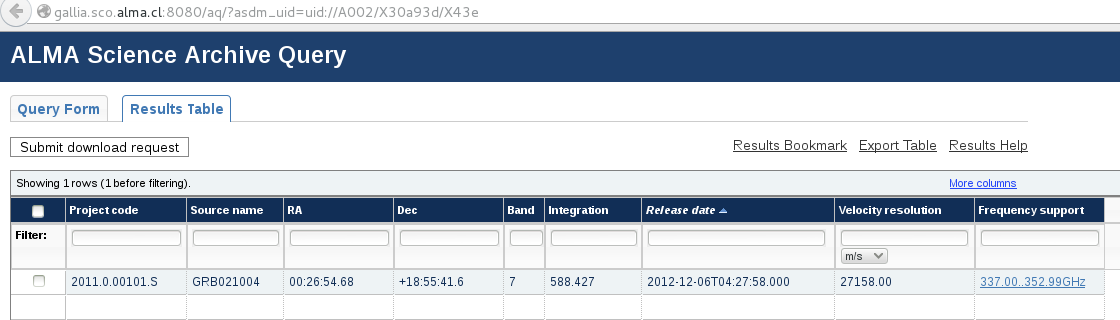 gallia.sco.alma.cl:8080/aq/?asdm_uid=uid://A002/X30a93d/X43e
ALMA Science Archive Query
Query Form Results Table
Submit download request Results Bookmark Export Table Results Help
Showing 1 rows (1 before filtering). More columns
Project code Source name RA Dec Band Integration Release date Velocity resolution Frequency support
Filter:
m/s
2011.0.00101.S GRB021004 00:26:54.68 +18:55:41.6 7 588.427 2012-12-06T04:27:58.000 27158.00 337.00..352.99GHz